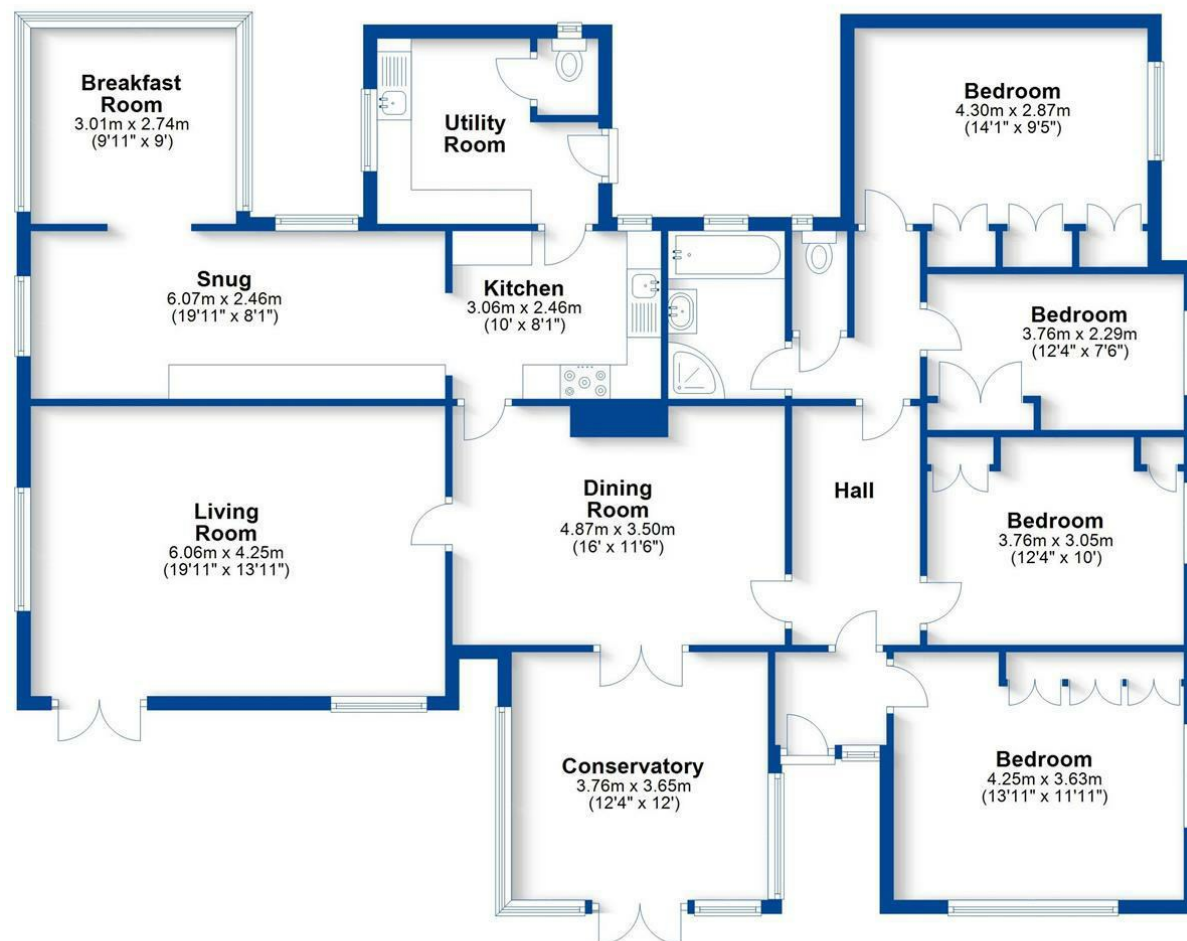 Breakfast
Room
3.01m x 2.74m
(9'11" x 9')
Utility
Room
Bedroom
4.30m x 2.87m
(14'1" x 9'5")
Snug
6.07m x 2.46m
(19'11" x 8'1")
Kitchen
3.06m x 2.46m
(10' x 8'1")
Bedroom
3.76m x 2.29m
(12'4" x 7'6")
Living
Room
6.06m x 4.25m
(19'11" x 13'11")
Dining
Room
4.87m x 3.50m
(16' x 11'6")
Hall
Bedroom
3.76m x 3.05m
(12'4" x 10')
Conservatory
3.76m x 3.65m
(12'4" x 12')
Bedroom
4.25m x 3.63m
(13'11" x 11'11")